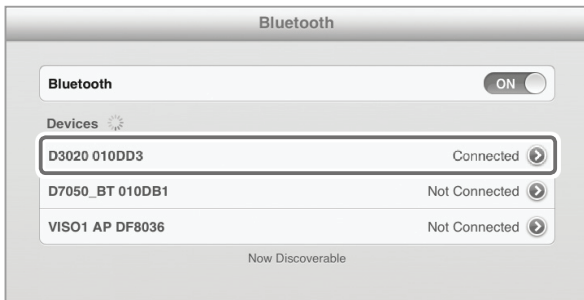 Bluetooth
Bluetooth ON
Devices
D3020 010DD3 Connected
D7050_BT 010DB1 Not Connected
VISO1 AP DF8036 Not Connected
Now Discoverable